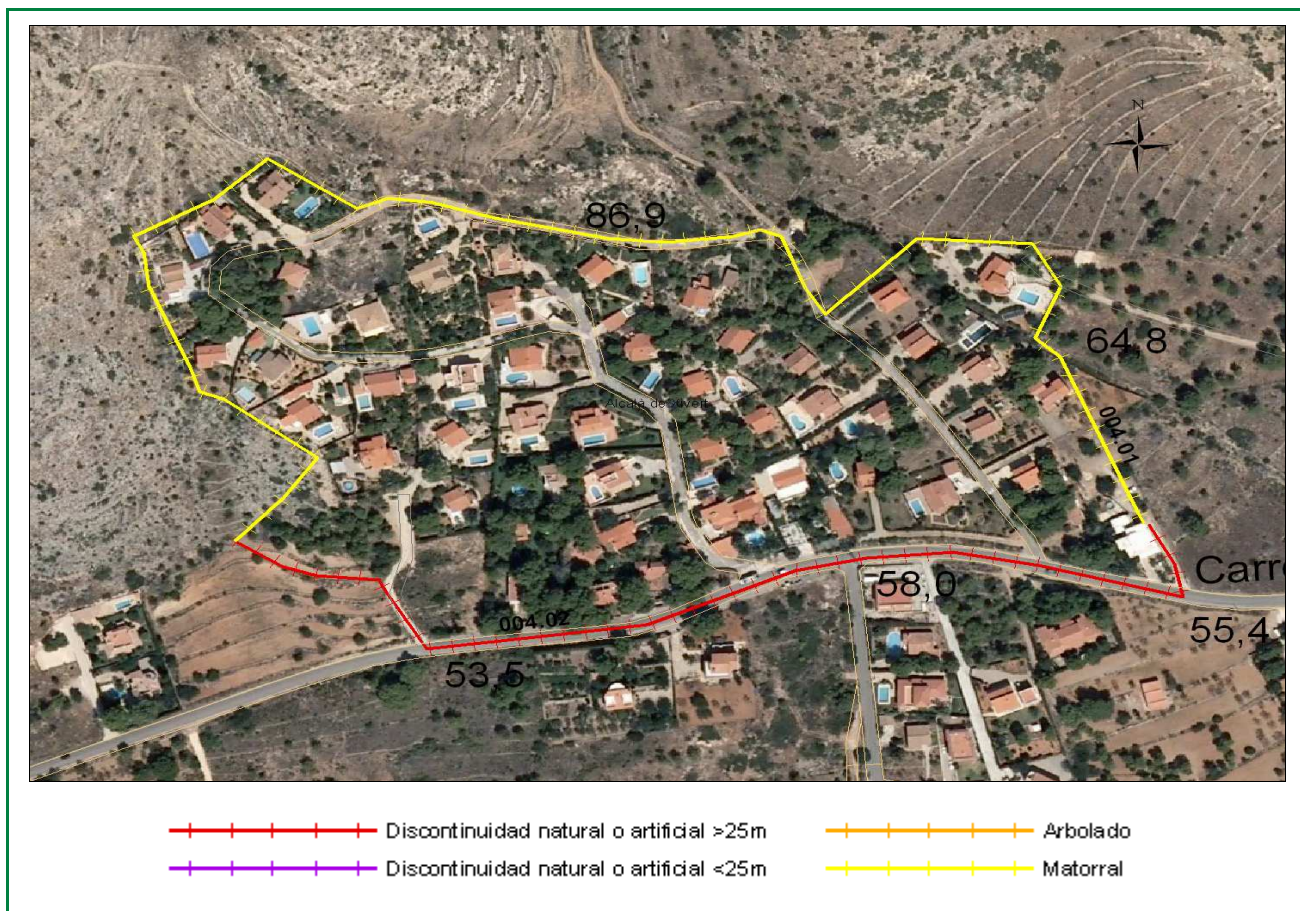 N
86,9
64,8
Alcalà de Xivert
004.01
Carre
58,0
004.02
55,4
53,5
Discontinuidad natural o artificial >25m
Arbolado
Discontinuidad natural o artificial <25m
Matorral